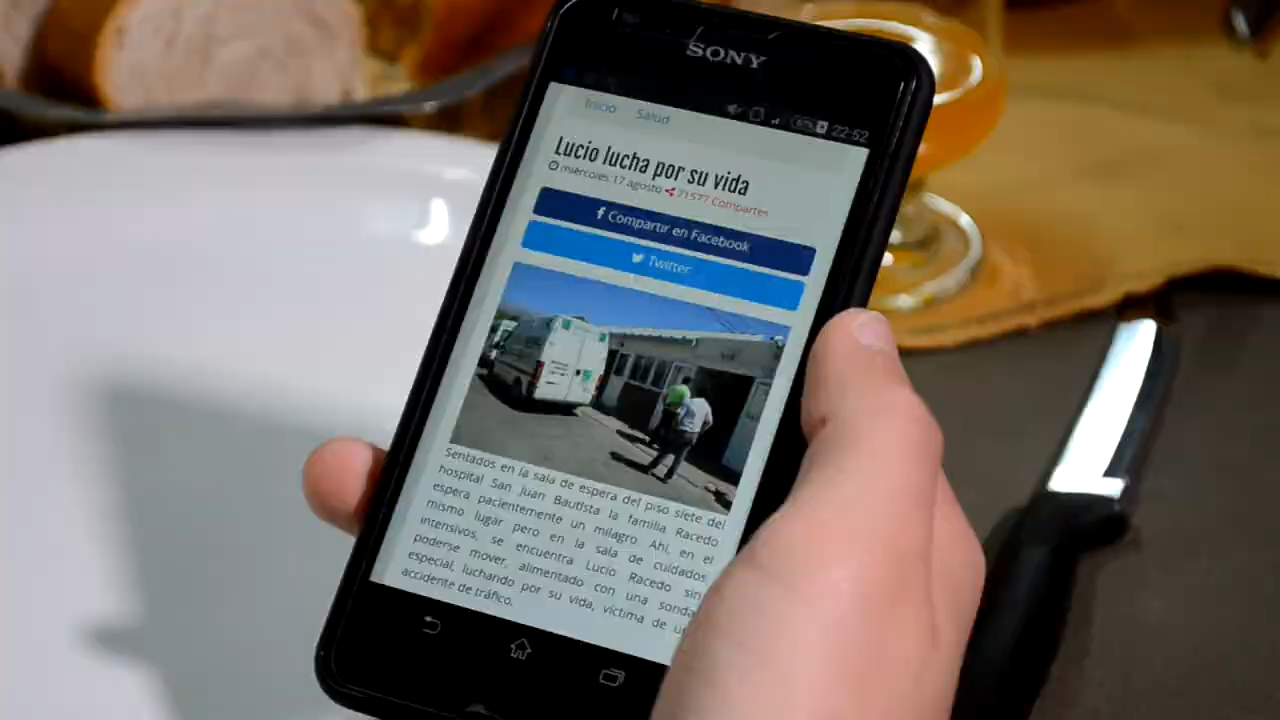 SONY
22:52
Inicio Salud
Lucio lucha por su vida
miércoles 17 agosto 21577 Compartes
Compartir en Facebook
Twitter
Sentados en la sala de espera del piso siete del
hospital San Juan Bautista la familia Racedo
espera pacientemente un milagro. Ahí, en el
mismo lugar pero en la sala de cuidados
intensivos, se encuentra Lucio Racedo sin
poderse mover, alimentado con una sonda
especial, luchando por su vida, víctima de
accidente de tráfico.